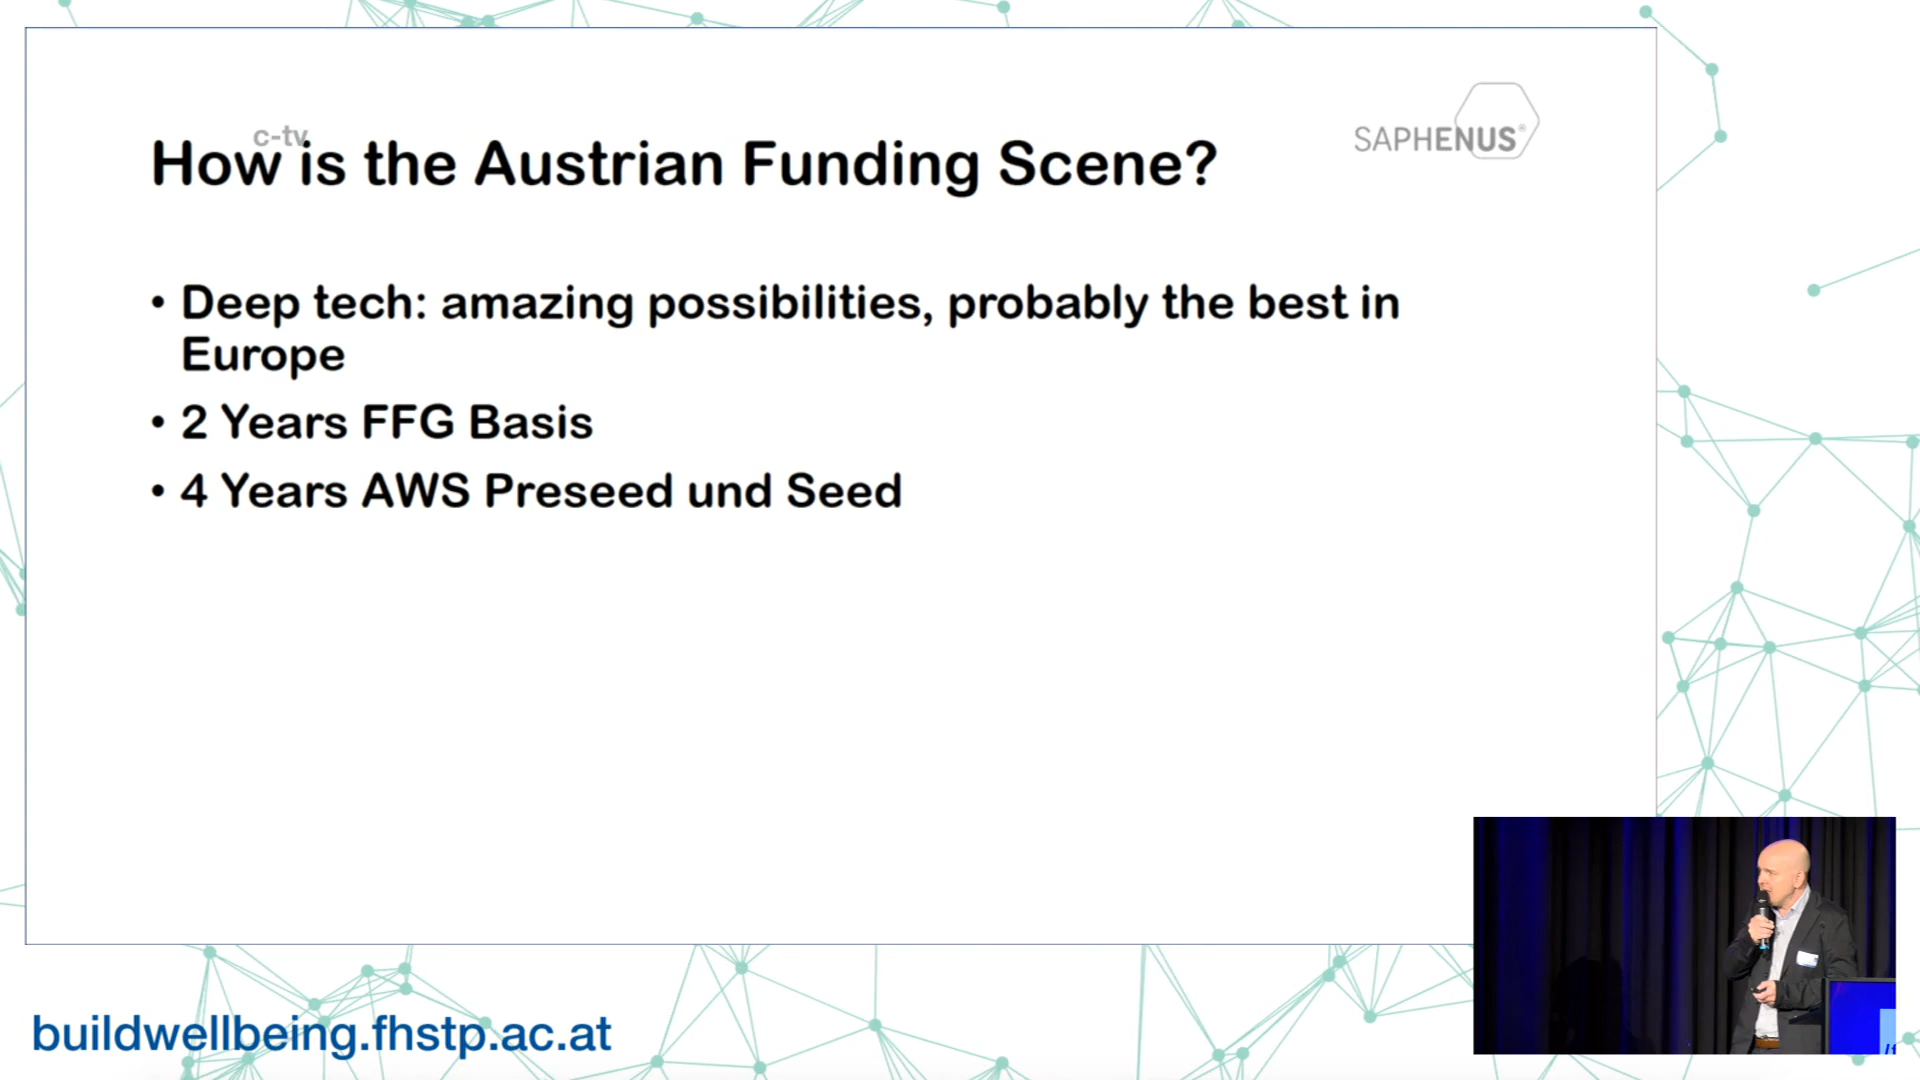 c-tv
How is the Austrian Funding Scene?
SAPHENUS®
• Deep tech: amazing possibilities, probably the best in
Europe
• 2 Years FFG Basis
• 4 Years AWS Preseed und Seed
buildwellbeing.fhstp.ac.at